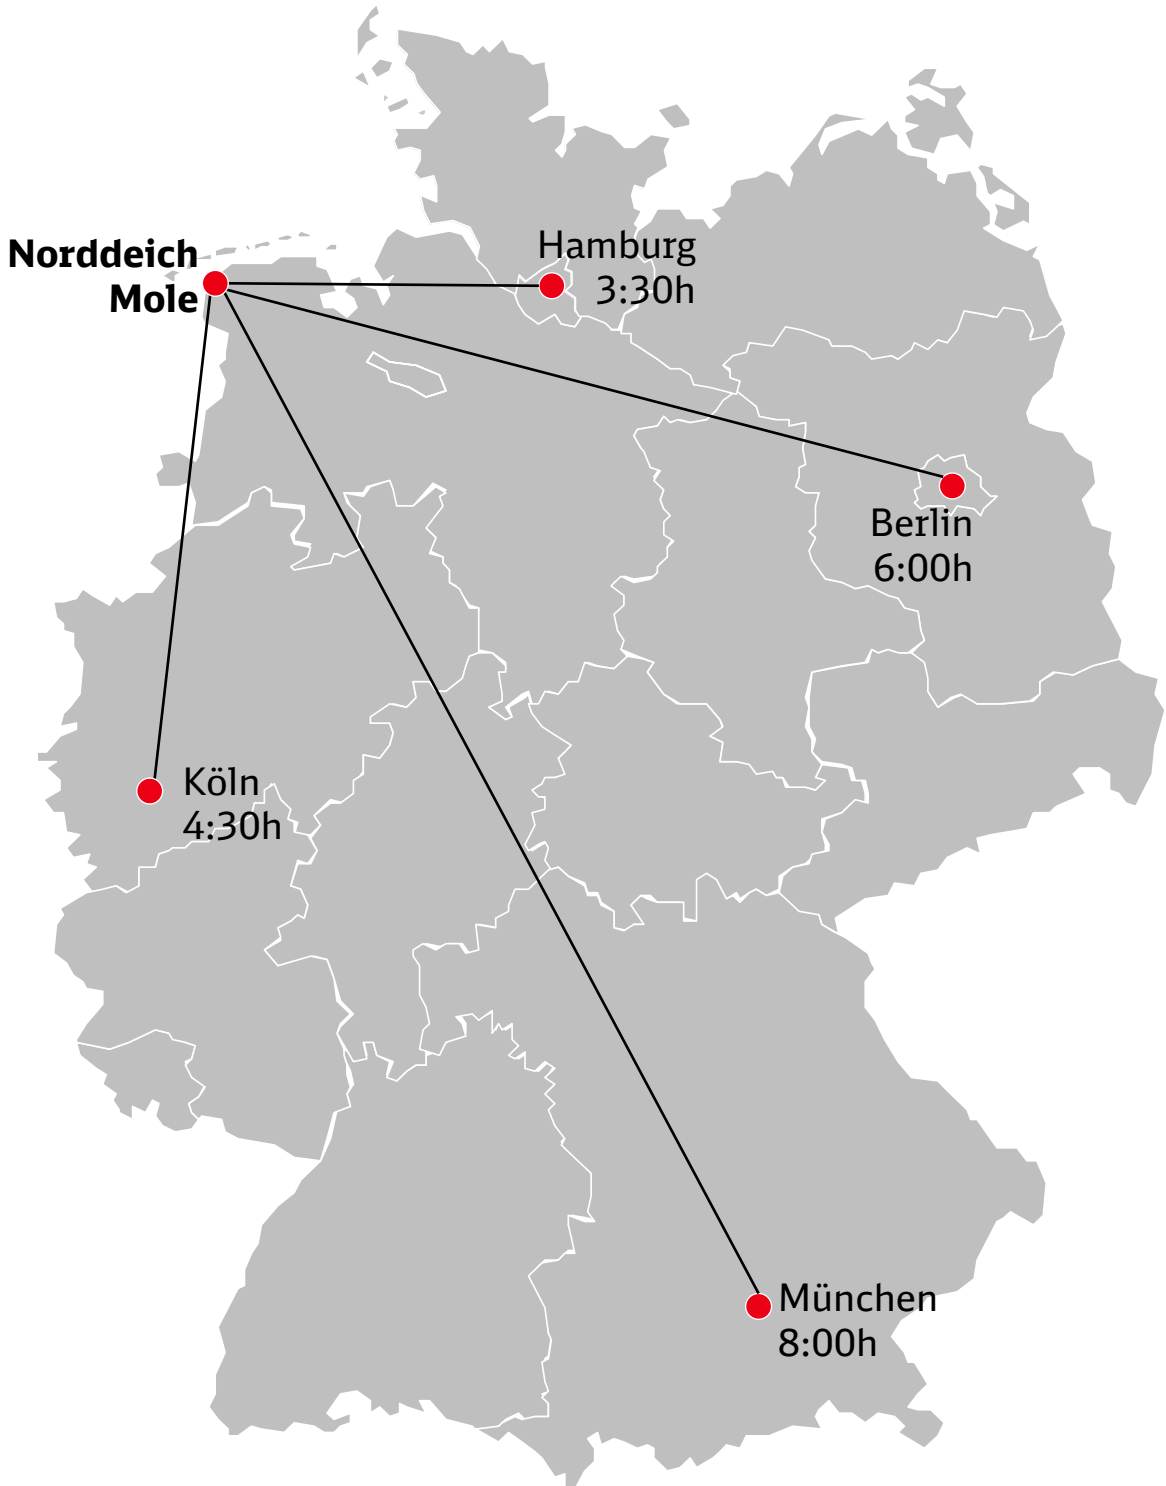 Norddeich
Mole
Hamburg
3:30h
Berlin
6:00h
Köln
4:30h
München
8:00h